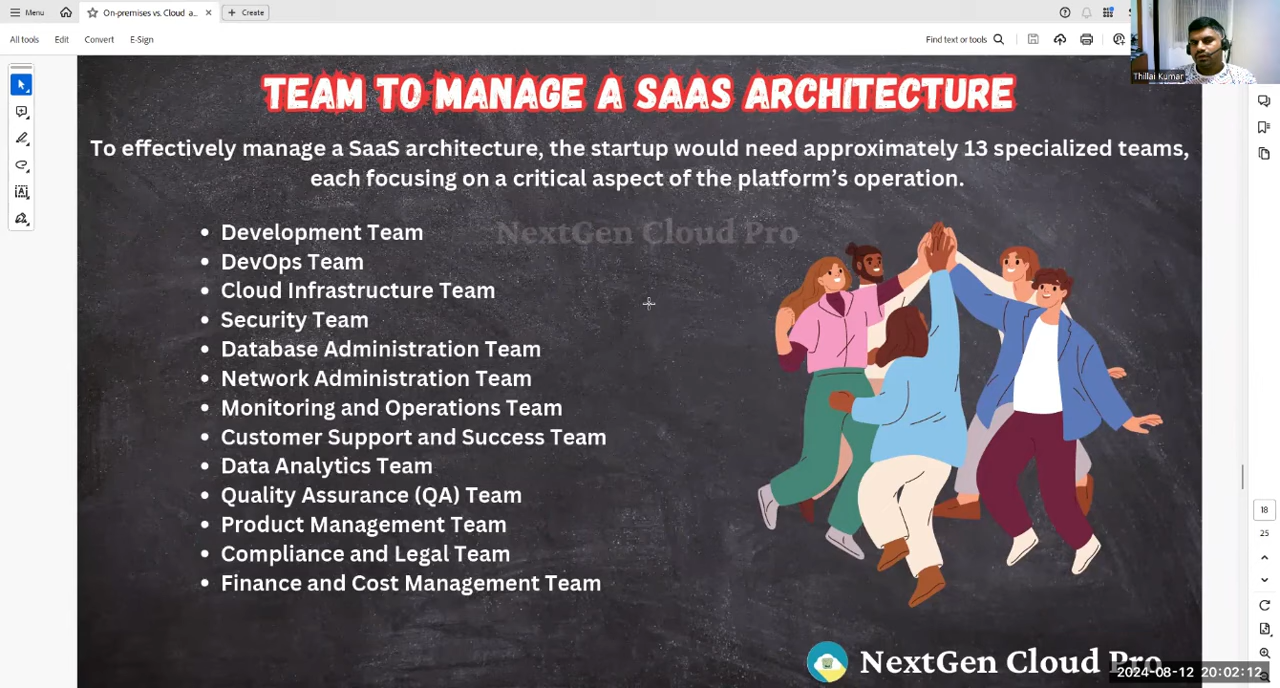 Menu
On-premises vs. Cloud a...
+ Create
All tools
Edit
Convert
E-Sign
Find text or tools
Thillai Kumar
TEAM TO MANAGE A SAAS ARCHITECTURE
To effectively manage a SaaS architecture, the startup would need approximately 13 specialized teams,
each focusing on a critical aspect of the platform's operation.
NextGen Cloud Pro
• Development Team
• DevOps Team
• Cloud Infrastructure Team
• Security Team
• Database Administration Team
• Network Administration Team
• Monitoring and Operations Team
• Customer Support and Success Team
• Data Analytics Team
• Quality Assurance (QA) Team
• Product Management Team
• Compliance and Legal Team
• Finance and Cost Management Team
18
25
NextGen Cloud Pro
2024-08-12 20:02:12